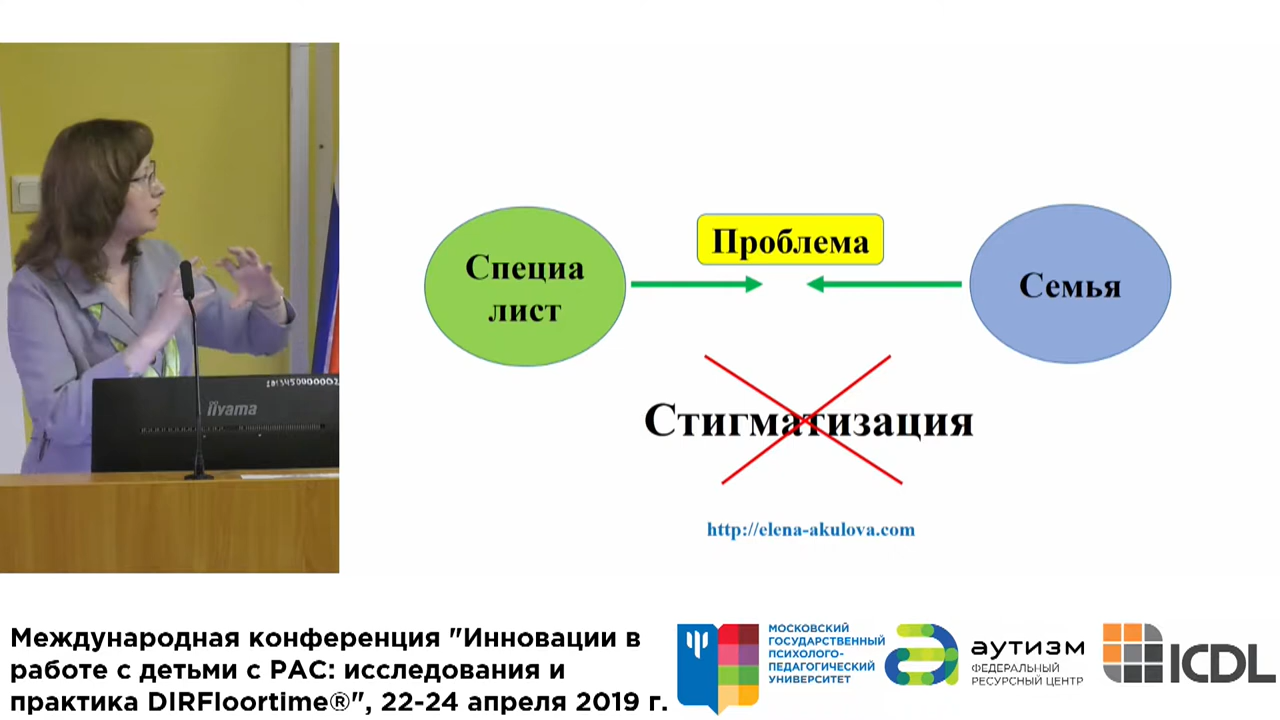 Проблема
Специа
лист
Семья
Стигматизация
http://elena-akulova.com
iiyama
Международная конференция "Инновации в
работе с детьми с РАС: исследования и
практика DIRFloortime®", 22-24 апреля 2019 г.
МОСКОВСКИЙ
ГОСУДАРСТВЕННЫЙ
ПСИХОЛОГО-
ПЕДАГОГИЧЕСКИЙ
УНИВЕРСИТЕТ
аутизм
ФЕДЕРАЛЬНЫЙ
РЕСУРСНЫЙ ЦЕНТР
ICDL